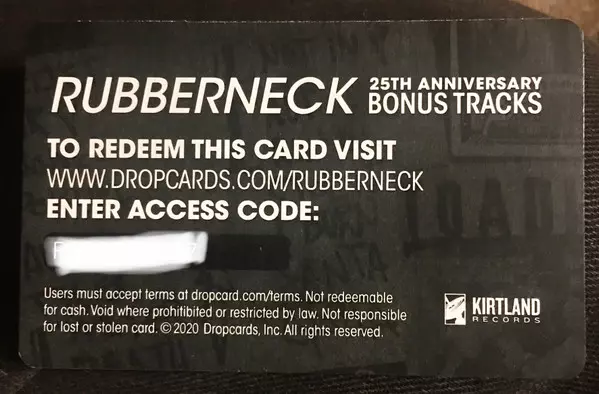 RUBBERNECK 25TH ANNIVERSARY BONUS TRACKS
TO REDEEM THIS CARD VISIT
WWW.DROPCARDS.COM/RUBBERNECK
ENTER ACCESS CODE:
Users must accept terms at dropcard.com/terms. Not redeemable
for cash. Void where prohibited or restricted by law. Not responsible
for lost or stolen card. © 2020 Dropcards, Inc. All rights reserved.
KIRTLAND
RECORDS